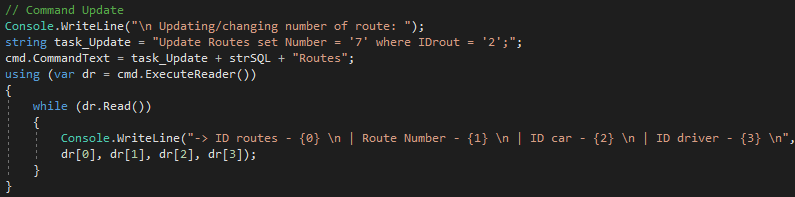 // Command Update
Console.WriteLine("\n Updating/changing number of route: ");
string task_Update = "Update Routes set Number = '7' where IDrout = '2';";
cmd.CommandText = task_Update + strSQL + "Routes";
using (var dr = cmd.ExecuteReader())
{
while (dr.Read())
{
Console.WriteLine("-> ID routes - {0} \n | Route Number - {1} \n | ID car - {2} \n | ID driver - {3} \n",
dr[0], dr[1], dr[2], dr[3]);
}
}